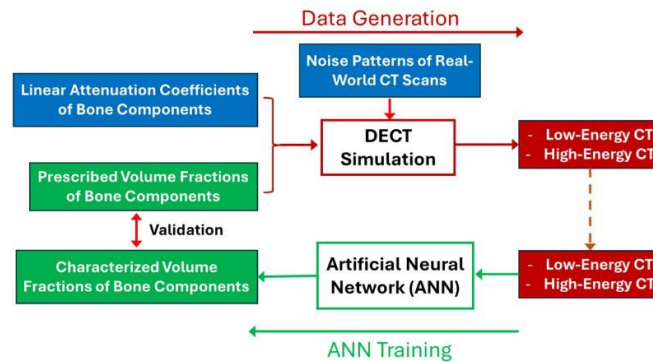 Data Generation
Noise Patterns of Real-
World CT Scans
Linear Attenuation Coefficients
of Bone Components
DECT
Simulation
- Low-Energy CT
- High-Energy CT
Prescribed Volume Fractions
of Bone Components
Validation
Characterized Volume
Fractions of Bone Components
Artificial Neural
Network (ANN)
- Low-Energy CT
- High-Energy CT
ANN Training